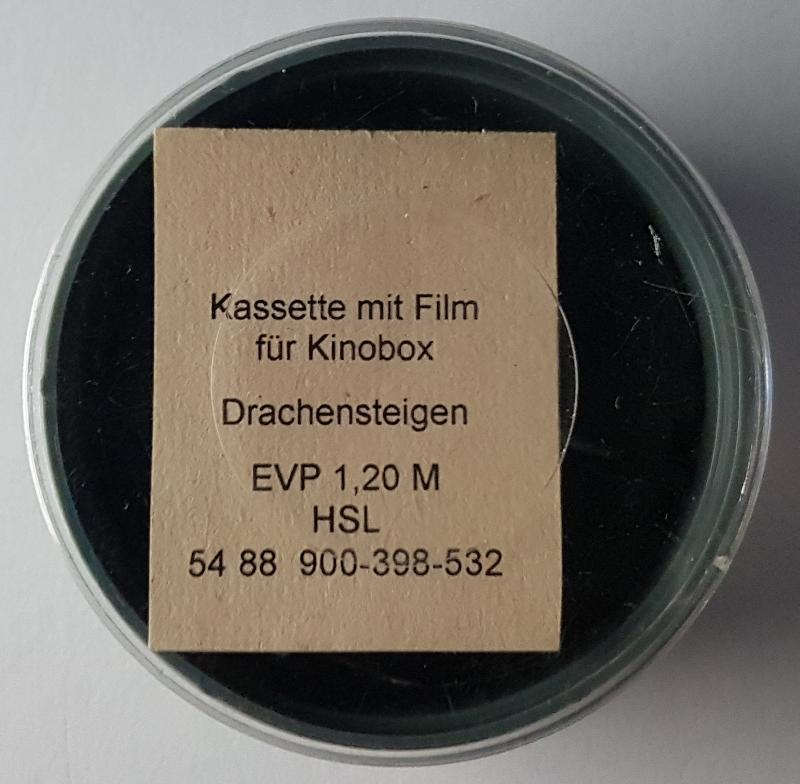 Kassette mit Film
für Kinobox
Drachensteigen
EVP 1,20 M
HSL
54 88 900-398-532